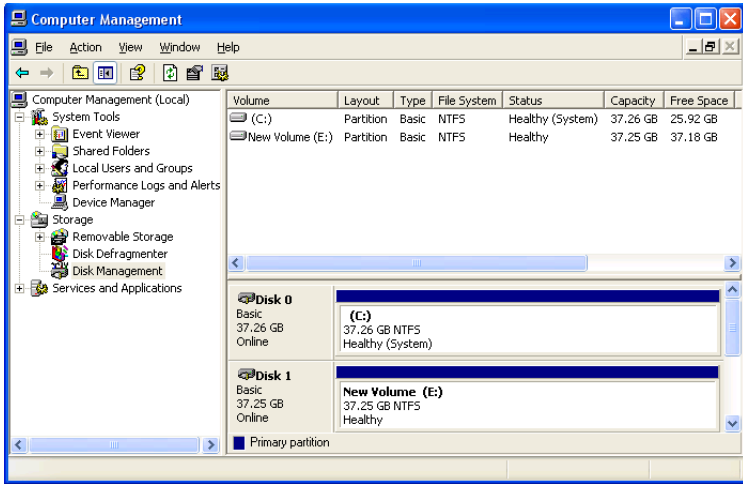 Computer Management
File Action View Window Help
Computer Management (Local)
System Tools
Event Viewer
Shared Folders
Local Users and Groups
Performance Logs and Alerts
Device Manager
Storage
Removable Storage
Disk Defragmenter
Disk Management
Services and Applications
Volume Layout Type File System Status Capacity Free Space
(C:) Partition Basic NTFS Healthy (System) 37.26 GB 25.92 GB
New Volume (E:) Partition Basic NTFS Healthy 37.25 GB 37.18 GB
Disk 0
Basic
37.26 GB
Online
(C:)
37.26 GB NTFS
Healthy (System)
Disk 1
Basic
37.25 GB
Online
New Volume (E:)
37.25 GB NTFS
Healthy
Primary partition